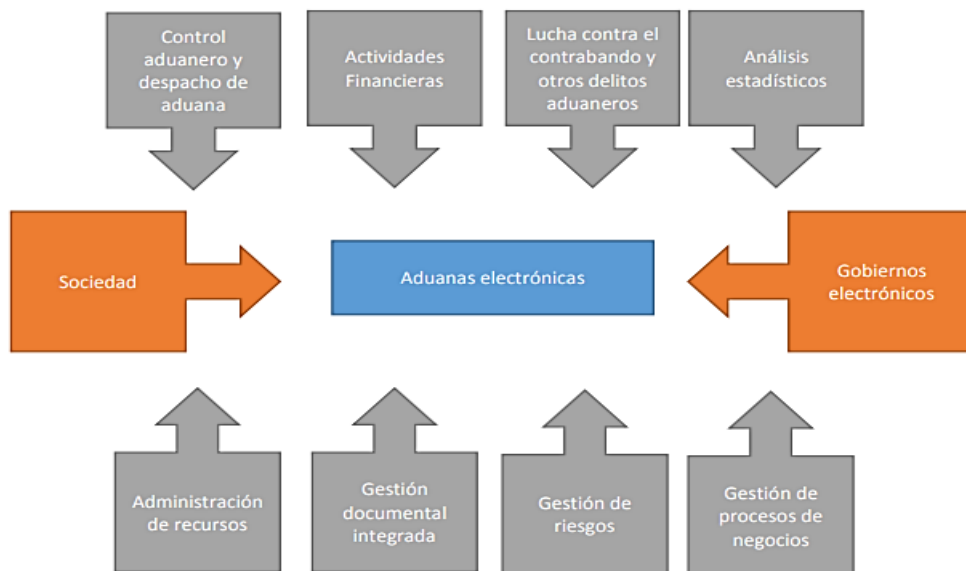 Control
aduanero y
despacho de
aduana
Actividades
Financieras
Lucha contra el
contrabando y
otros delitos
aduaneros
Análisis
estadísticos
Sociedad
Aduanas electrónicas
Gobiernos
electrónicos
Administración
de recursos
Gestión
documental
integrada
Gestión de
riesgos
Gestión de
procesos de
negocios